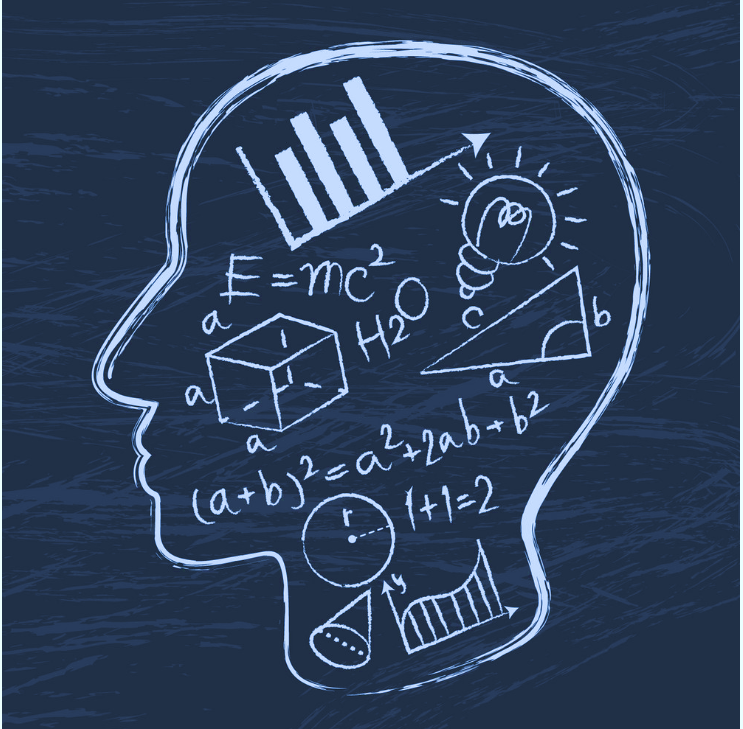 E=mc²
a
H2O
c
b
a
a
a
(a+b)²=a²+2ab+b²
r
1+1=2
y